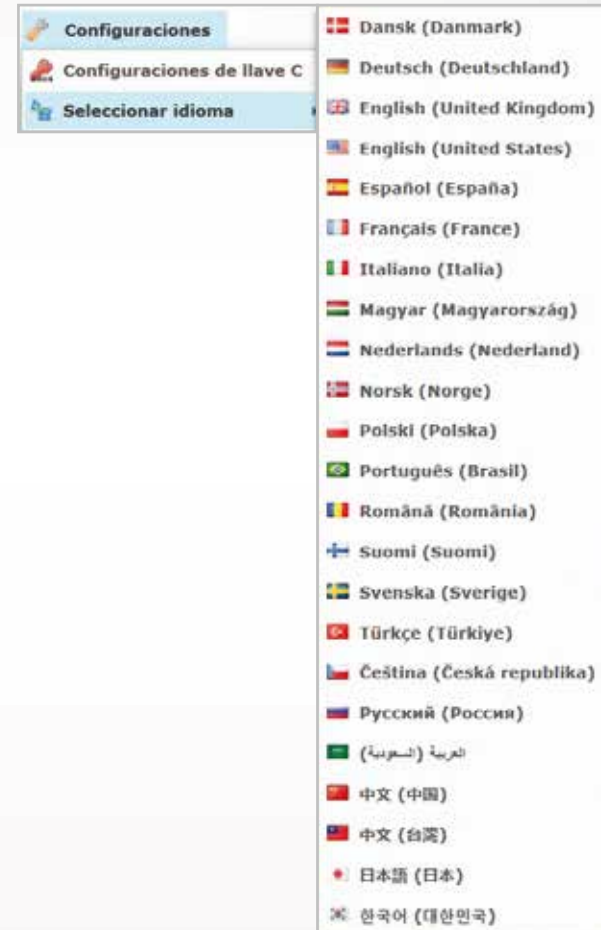 Configuraciones
Configuraciones de llave C
Seleccionar idioma
Dansk (Danmark)
Deutsch (Deutschland)
English (United Kingdom)
English (United States)
Español (España)
Français (France)
Italiano (Italia)
Magyar (Magyarország)
Nederlands (Nederland)
Norsk (Norge)
Polski (Polska)
Português (Brasil)
Română (România)
Suomi (Suomi)
Svenska (Sverige)
Türkçe (Türkiye)
Čeština (Česká republika)
Русский (Россия)
العربية (السعودية)
中文 (中国)
中文 (台灣)
日本語 (日本)
한국어 (대한민국)